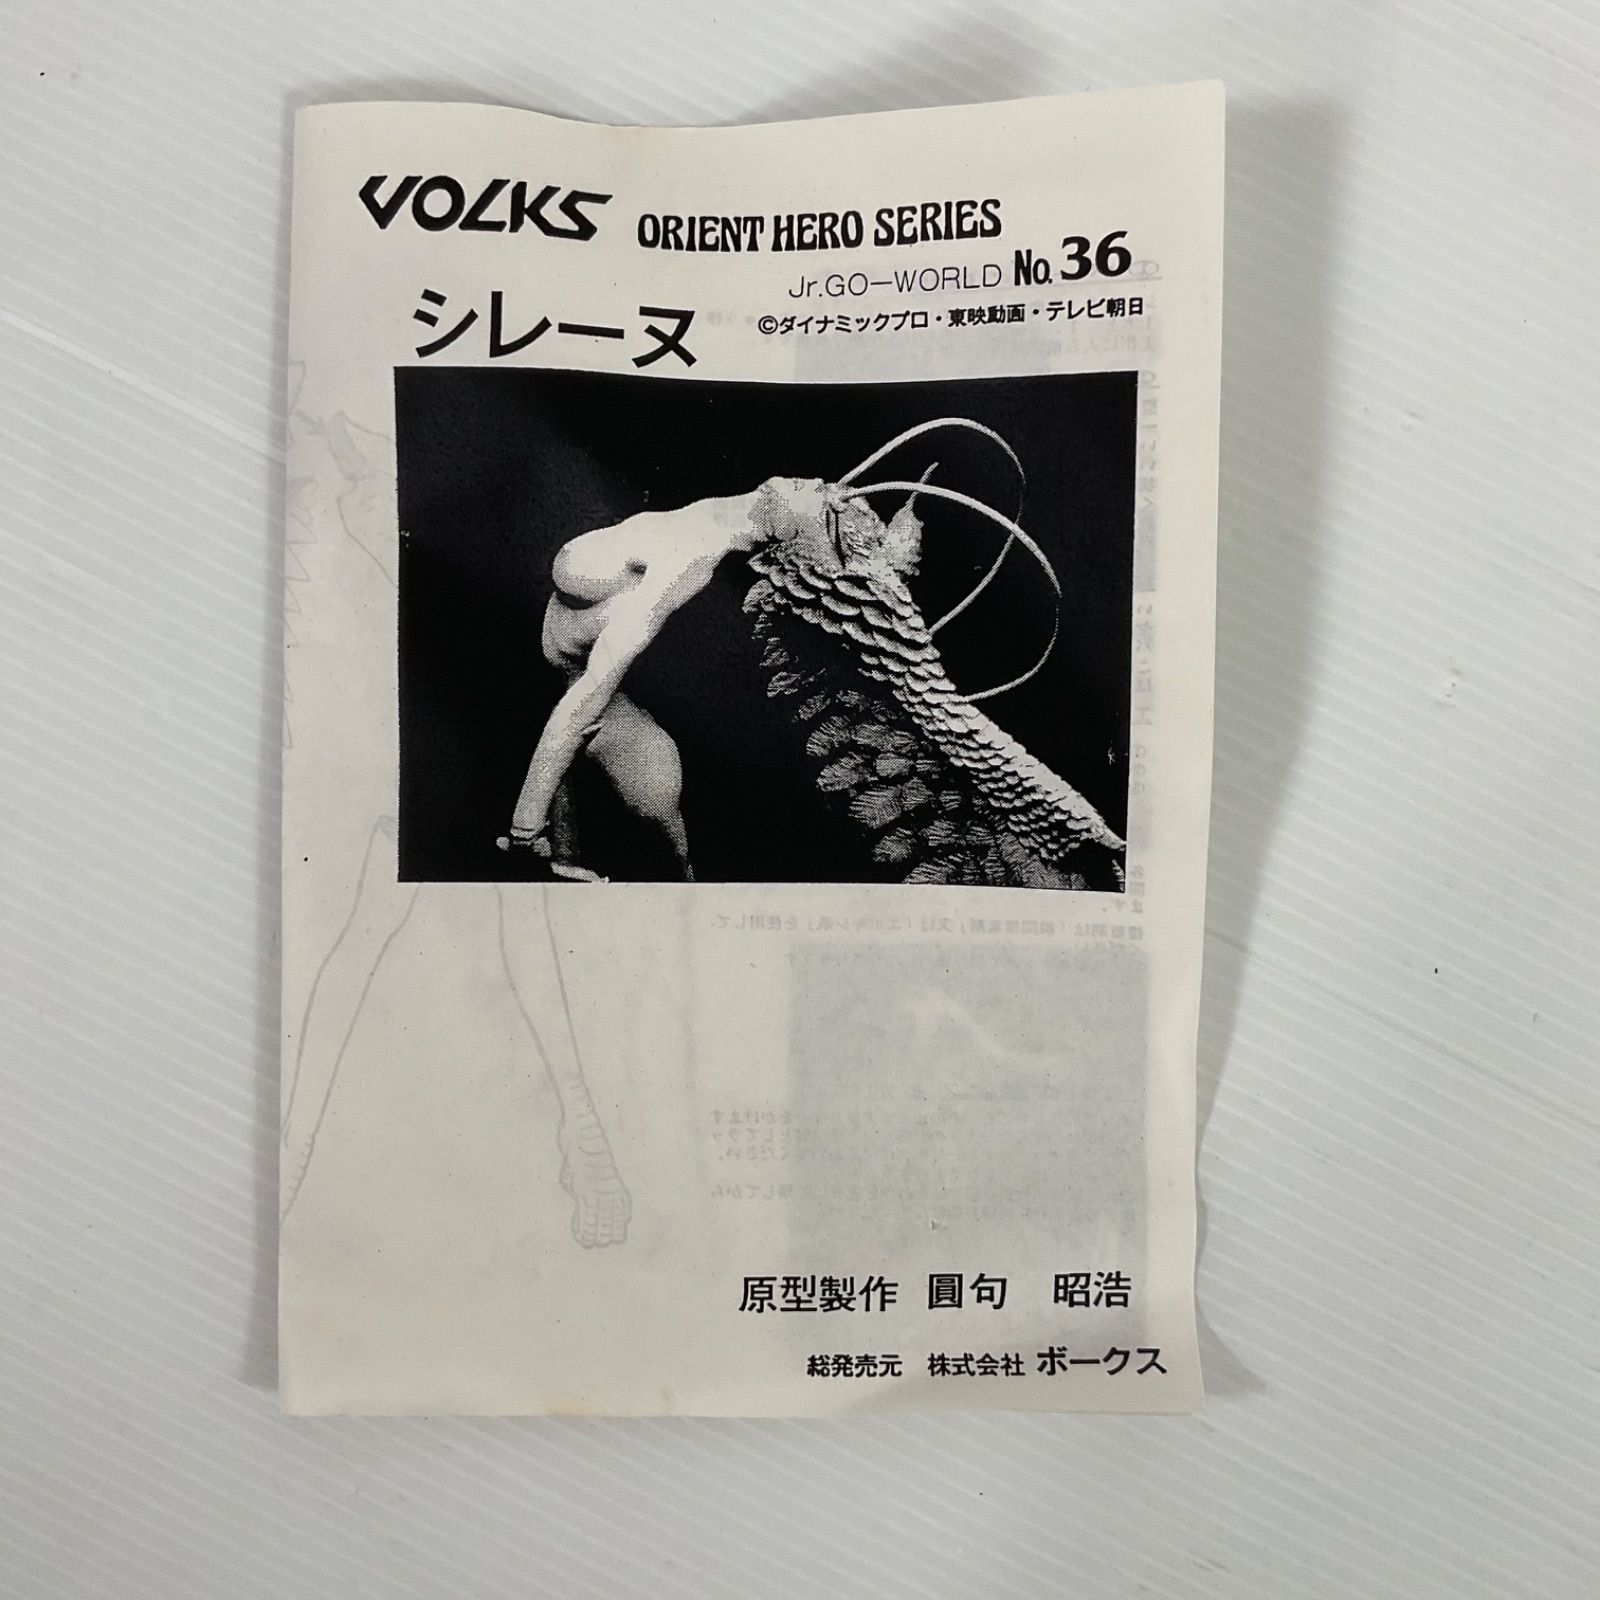 VOLKS ORIENT HERO SERIES
Jr.GO-WORLD No.36
シレーヌ
©ダイナミックプロ・東映動画・テレビ朝日
原型製作 圓句 昭浩
総発売元 株式会社 ボークス